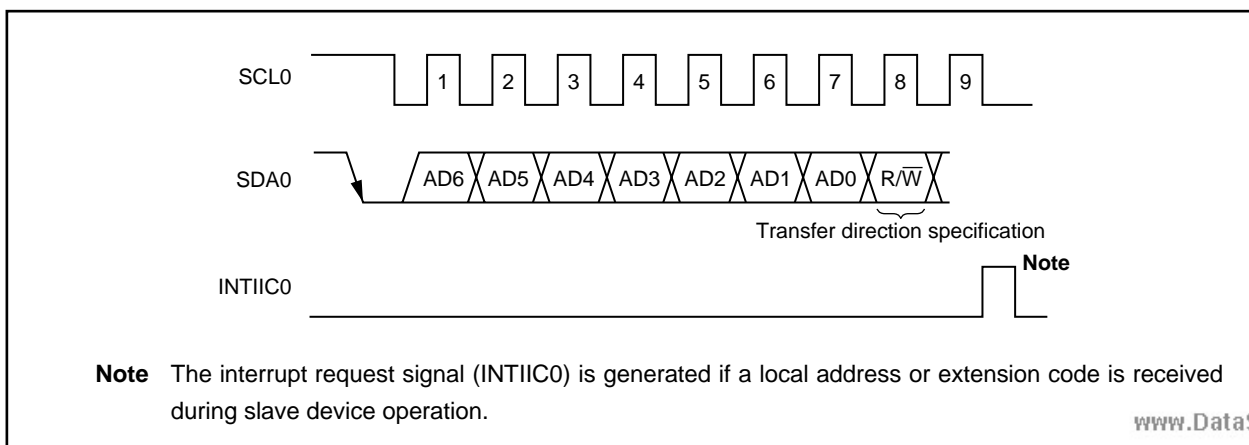 SCL0
1 2 3 4 5 6 7 8 9
SDA0
AD6 AD5 AD4 AD3 AD2 AD1 AD0 R/W̅
Transfer direction specification
INTIIC0
Note
Note The interrupt request signal (INTIIC0) is generated if a local address or extension code is received
during slave device operation.
www.DataS